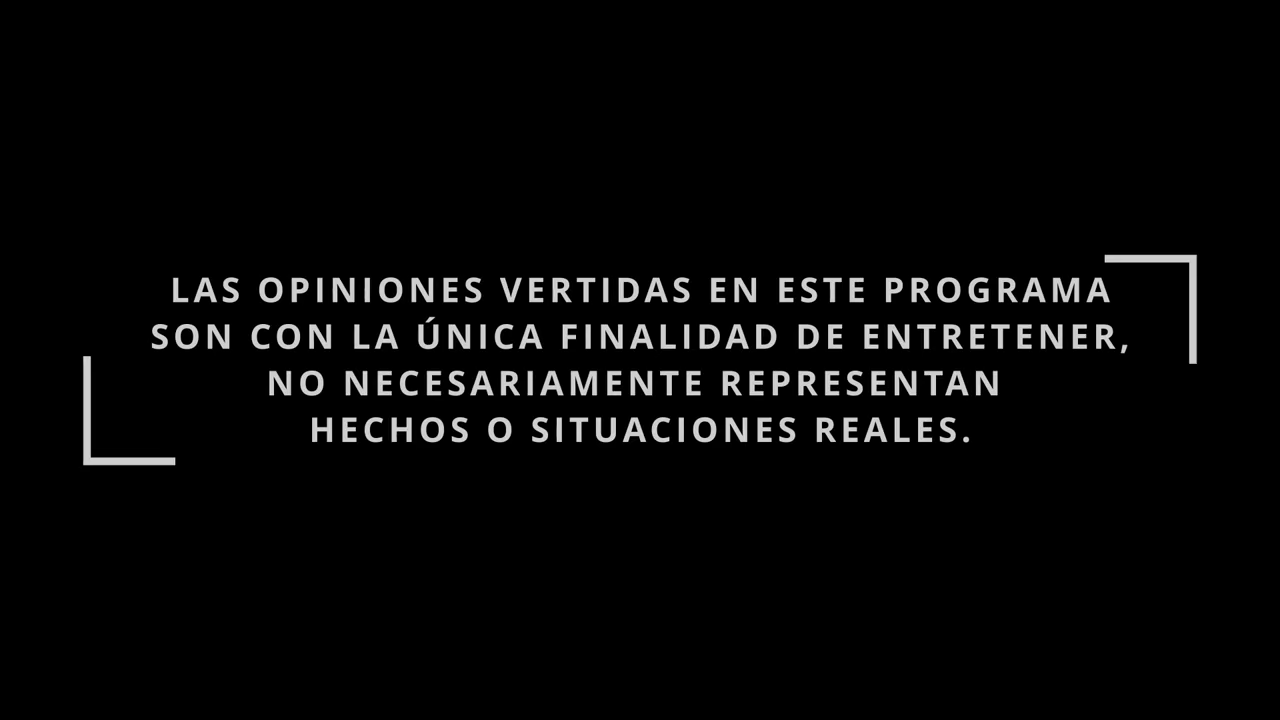 LAS OPINIONES VERTIDAS EN ESTE PROGRAMA
SON CON LA ÚNICA FINALIDAD DE ENTRETENER,
NO NECESARIAMENTE REPRESENTAN
HECHOS O SITUACIONES REALES.